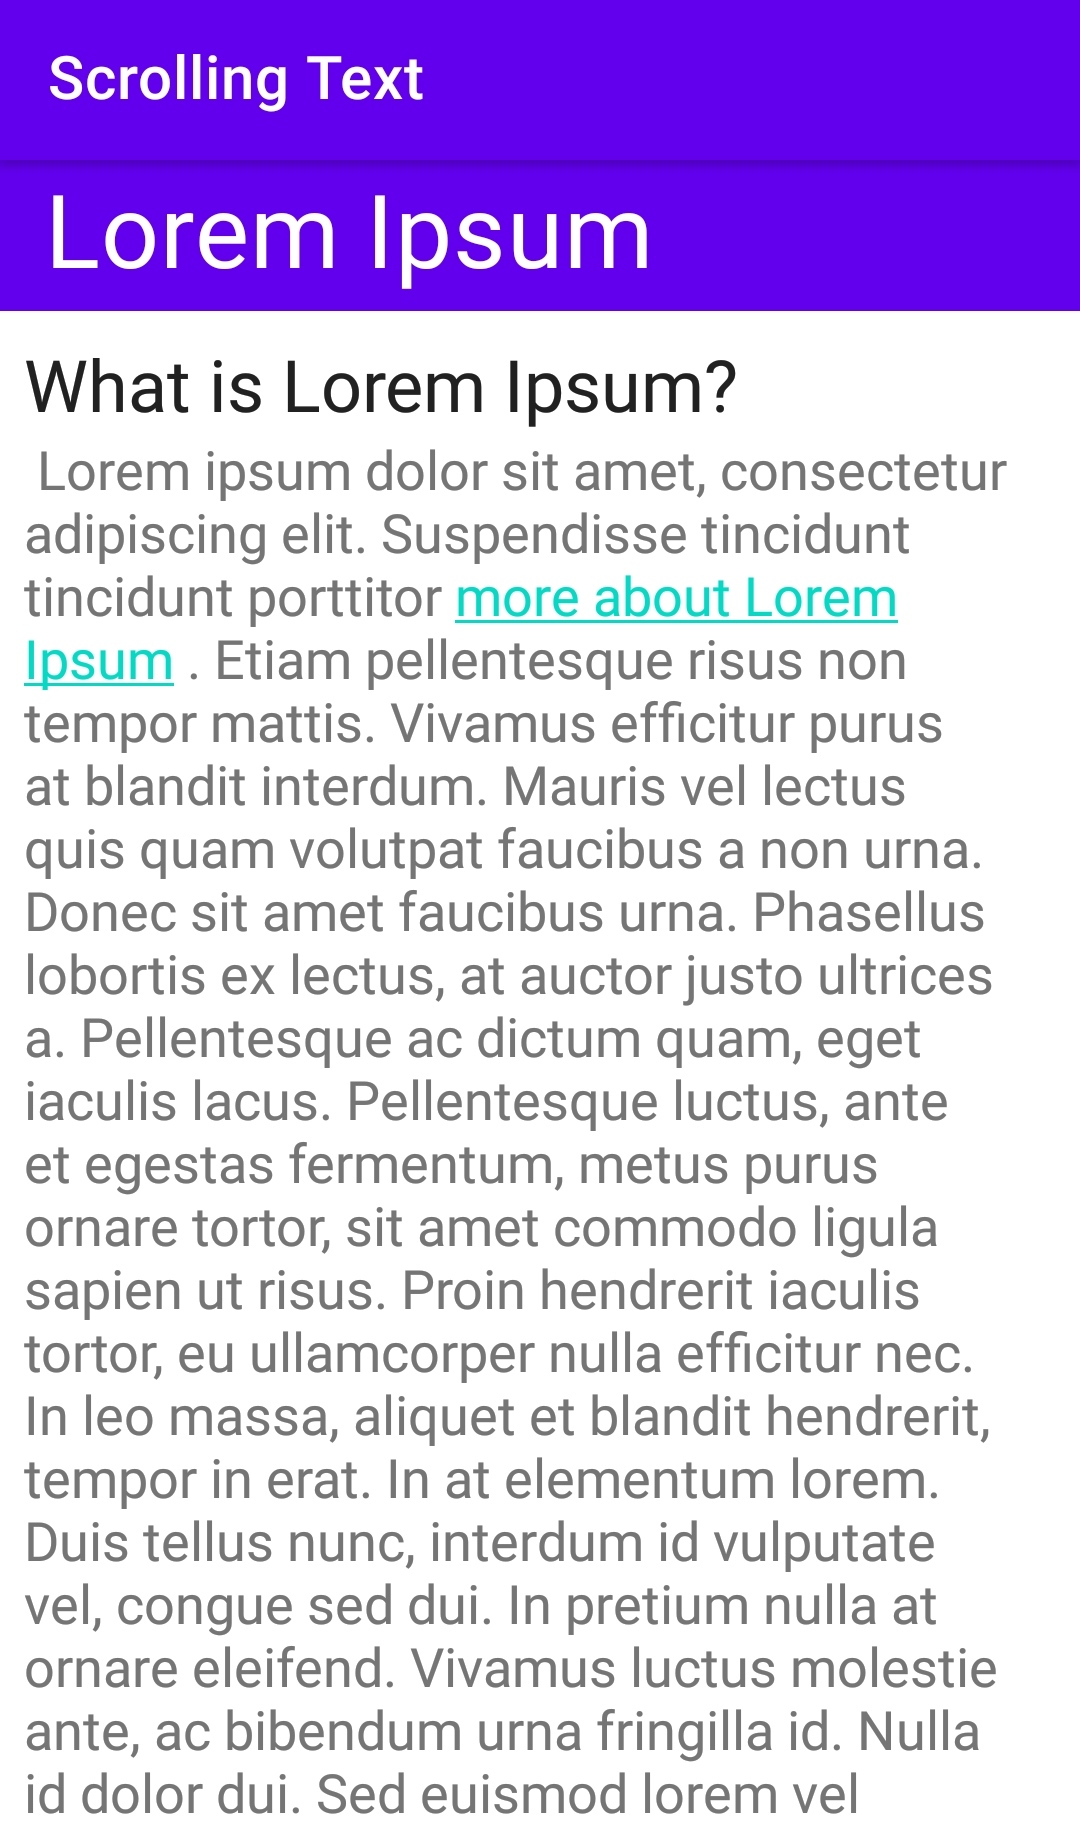 Scrolling Text
Lorem Ipsum
What is Lorem Ipsum?
Lorem ipsum dolor sit amet, consectetur
adipiscing elit. Suspendisse tincidunt
tincidunt porttitor more about Lorem
Ipsum . Etiam pellentesque risus non
tempor mattis. Vivamus efficitur purus
at blandit interdum. Mauris vel lectus
quis quam volutpat faucibus a non urna.
Donec sit amet faucibus urna. Phasellus
lobortis ex lectus, at auctor justo ultrices
a. Pellentesque ac dictum quam, eget
iaculis lacus. Pellentesque luctus, ante
et egestas fermentum, metus purus
ornare tortor, sit amet commodo ligula
sapien ut risus. Proin hendrerit iaculis
tortor, eu ullamcorper nulla efficitur nec.
In leo massa, aliquet et blandit hendrerit,
tempor in erat. In at elementum lorem.
Duis tellus nunc, interdum id vulputate
vel, congue sed dui. In pretium nulla at
ornare eleifend. Vivamus luctus molestie
ante, ac bibendum urna fringilla id. Nulla
id dolor dui. Sed euismod lorem vel